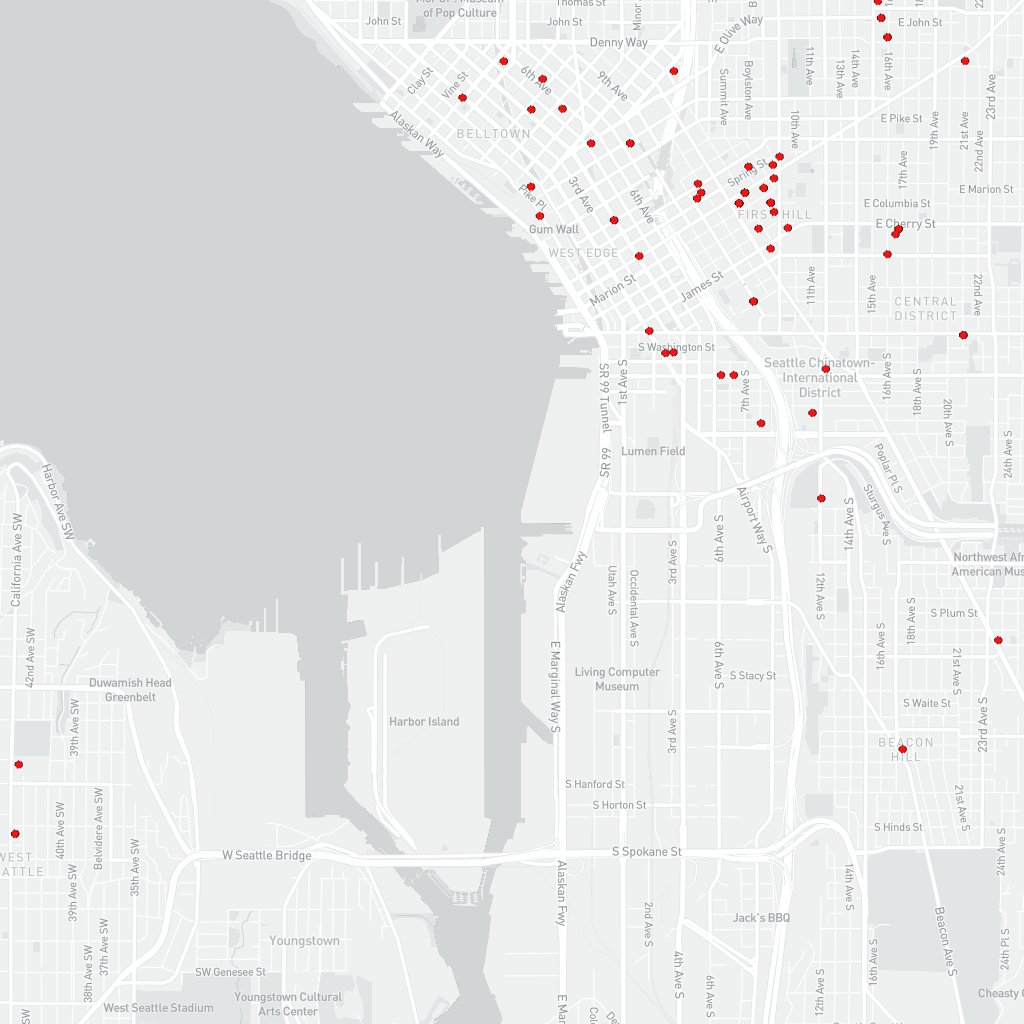 Museum
of Pop Culture
John St
Thomas St
John St
Denny Way
E Olive Way
E John St
Clay St
Vine St
6th Ave
9th Ave
Summit Ave
Boylston Ave
11th Ave
13th Ave
14th Ave
16th Ave
23rd Ave
Alaskan Way
BELLTOWN
10th Ave
E Pike St
19th Ave
21st Ave
22nd Ave
17th Ave
Spring St
Pike Pl
3rd Ave
6th Ave
E Marion St
E Columbia St
FIRST HILL
E Cherry St
Gum Wall
WEST EDGE
Marion St
James St
11th Ave
15th Ave
22nd Ave
CENTRAL
DISTRICT
S Washington St
SR 99 Tunnel
1st Ave S
7th Ave S
Seattle Chinatown-
International
District
16th Ave S
18th Ave S
20th Ave S
24th Ave S
Lumen Field
SR 99
Poplar Pl S
Harbor Ave SW
California Ave SW
Airport Way S
Sturgus Ave S
6th Ave S
14th Ave S
3rd Ave S
Northwest Afri
American Mus
Alaskan Fwy
Utah Ave S
Occidental Ave S
12th Ave S
18th Ave S
S Plum St
16th Ave S
42nd Ave SW
E Marginal Way S
Living Computer
Museum
6th Ave S
S Stacy St
21st Ave S
Duwamish Head
Greenbelt
39th Ave SW
S Waite St
23rd Ave S
Harbor Island
3rd Ave S
BEACON
HILL
S Hanford St
S Horton St
21st Ave S
S Hinds St
40th Ave SW
Belvidere Ave SW
35th Ave SW
WEST
W Seattle Bridge
S Spokane St
24th Ave S
39th Ave SW
Alaskan Fwy
14th Ave S
2nd Ave S
Jack's BBQ
Youngstown
Beacon Ave S
24th Pl S
38th Ave SW
37th Ave SW
SW Genesee St
4th Ave S
6th Ave S
12th Ave S
16th Ave S
West Seattle Stadium
Youngstown Cultural
Arts Center
Cheasty